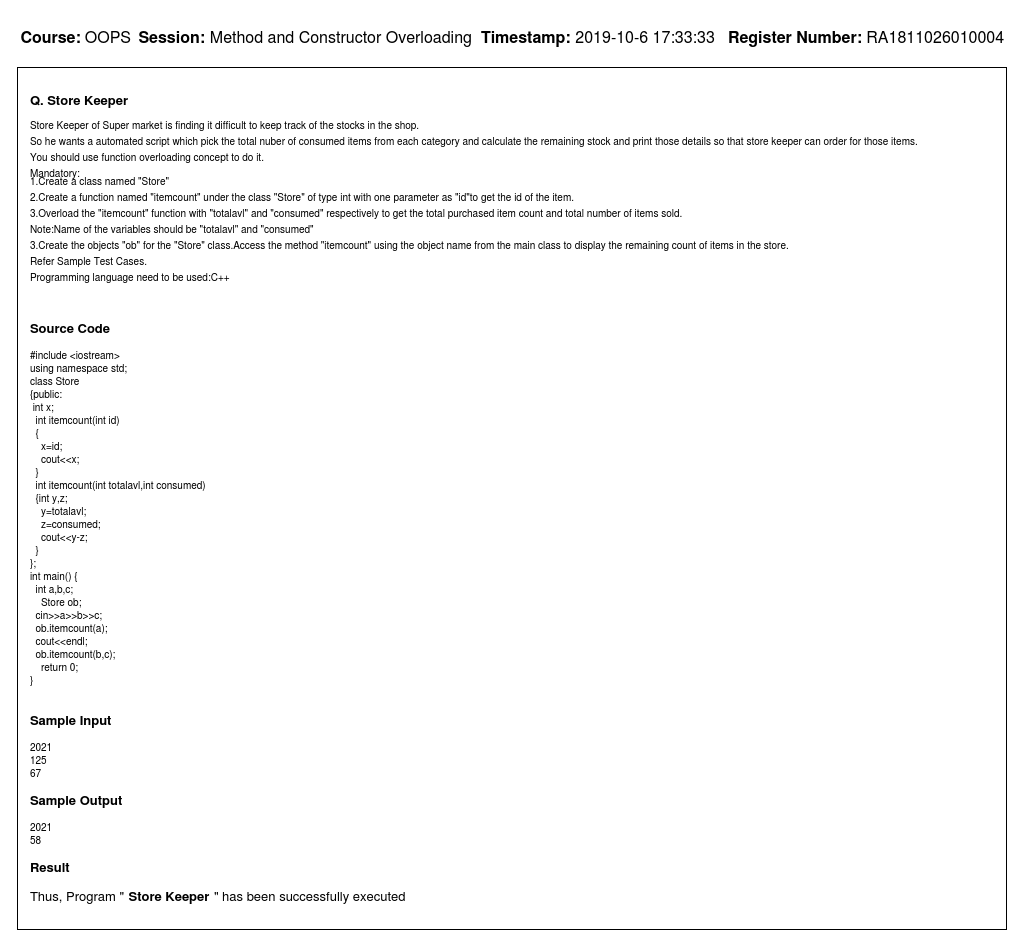 Course: OOPS Session: Method and Constructor Overloading Timestamp: 2019-10-6 17:33:33 Register Number: RA1811026010004
Q. Store Keeper
Store Keeper of Super market is finding it difficult to keep track of the stocks in the shop.
So he wants a automated script which pick the total nuber of consumed items from each category and calculate the remaining stock and print those details so that store keeper can order for those items.
You should use function overloading concept to do it.
Mandatory:
1.Create a class named "Store"
2.Create a function named "itemcount" under the class "Store" of type int with one parameter as "id"to get the id of the item.
3.Overload the "itemcount" function with "totalavl" and "consumed" respectively to get the total purchased item count and total number of items sold.
Note:Name of the variables should be "totalavl" and "consumed"
3.Create the objects "ob" for the "Store" class.Access the method "itemcount" using the object name from the main class to display the remaining count of items in the store.
Refer Sample Test Cases.
Programming language need to be used:C++
Source Code
#include <iostream>
using namespace std;
class Store
{public:
int x;
int itemcount(int id)
{
x=id;
cout<<x;
}
int itemcount(int totalavl,int consumed)
{int y,z;
y=totalavl;
z=consumed;
cout<<y-z;
}
};
int main() {
int a,b,c;
Store ob;
cin>>a>>b>>c;
ob.itemcount(a);
cout<<endl;
ob.itemcount(b,c);
return 0;
}
Sample Input
2021
125
67
Sample Output
2021
58
Result
Thus, Program " Store Keeper " has been successfully executed